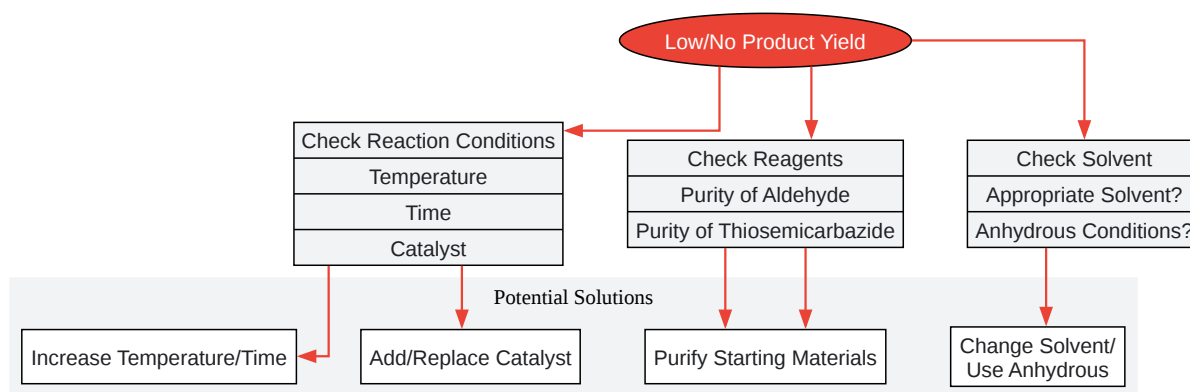 Low/No Product Yield
Check Reaction Conditions
Temperature
Time
Catalyst
Check Reagents
Purity of Aldehyde
Purity of Thiosemicarbazide
Check Solvent
Appropriate Solvent?
Anhydrous Conditions?
Potential Solutions
Increase Temperature/Time
Add/Replace Catalyst
Purify Starting Materials
Change Solvent/
Use Anhydrous